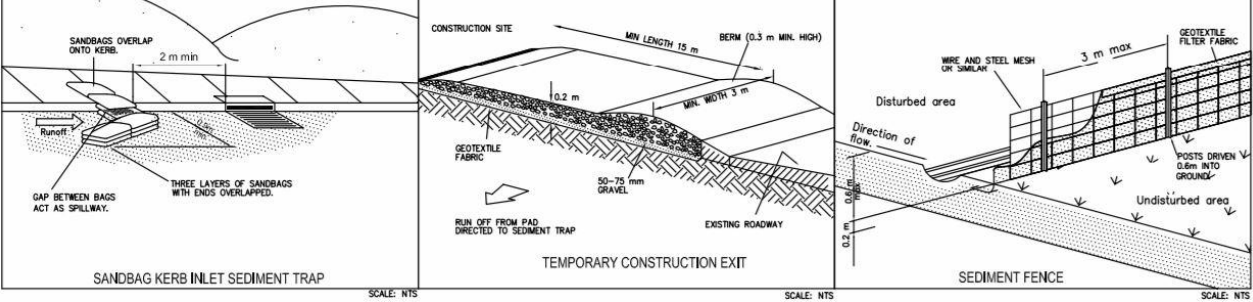 SANDBAGS OVERLAP
ONTO KERB.
2 m min
Runoff
GAP BETWEEN BAGS
ACT AS SPILLWAY.
THREE LAYERS OF SANDBAGS
WITH ENDS OVERLAPPED.
SANDBAG KERB INLET SEDIMENT TRAP
SCALE: NTS
CONSTRUCTION SITE
MIN LENGTH 15 m
BERM (0.3 m MIN. HIGH)
0.2 m
MIN. WIDTH 3 m
GEOTEXTILE
FABRIC
50-75 mm
GRAVEL
RUN OFF FROM PAD
DIRECTED TO SEDIMENT TRAP
EXISTING ROADWAY
TEMPORARY CONSTRUCTION EXIT
SCALE: NTS
GEOTEXTILE
FILTER FABRIC
3 m max
WIRE AND STEEL MESH
OR SIMILAR
Disturbed area
Direction of
flow.
POSTS DRIVEN
0.6m INTO
GROUND
Undisturbed area
0.6 m
max
0.2 m
SEDIMENT FENCE
SCALE: NTS